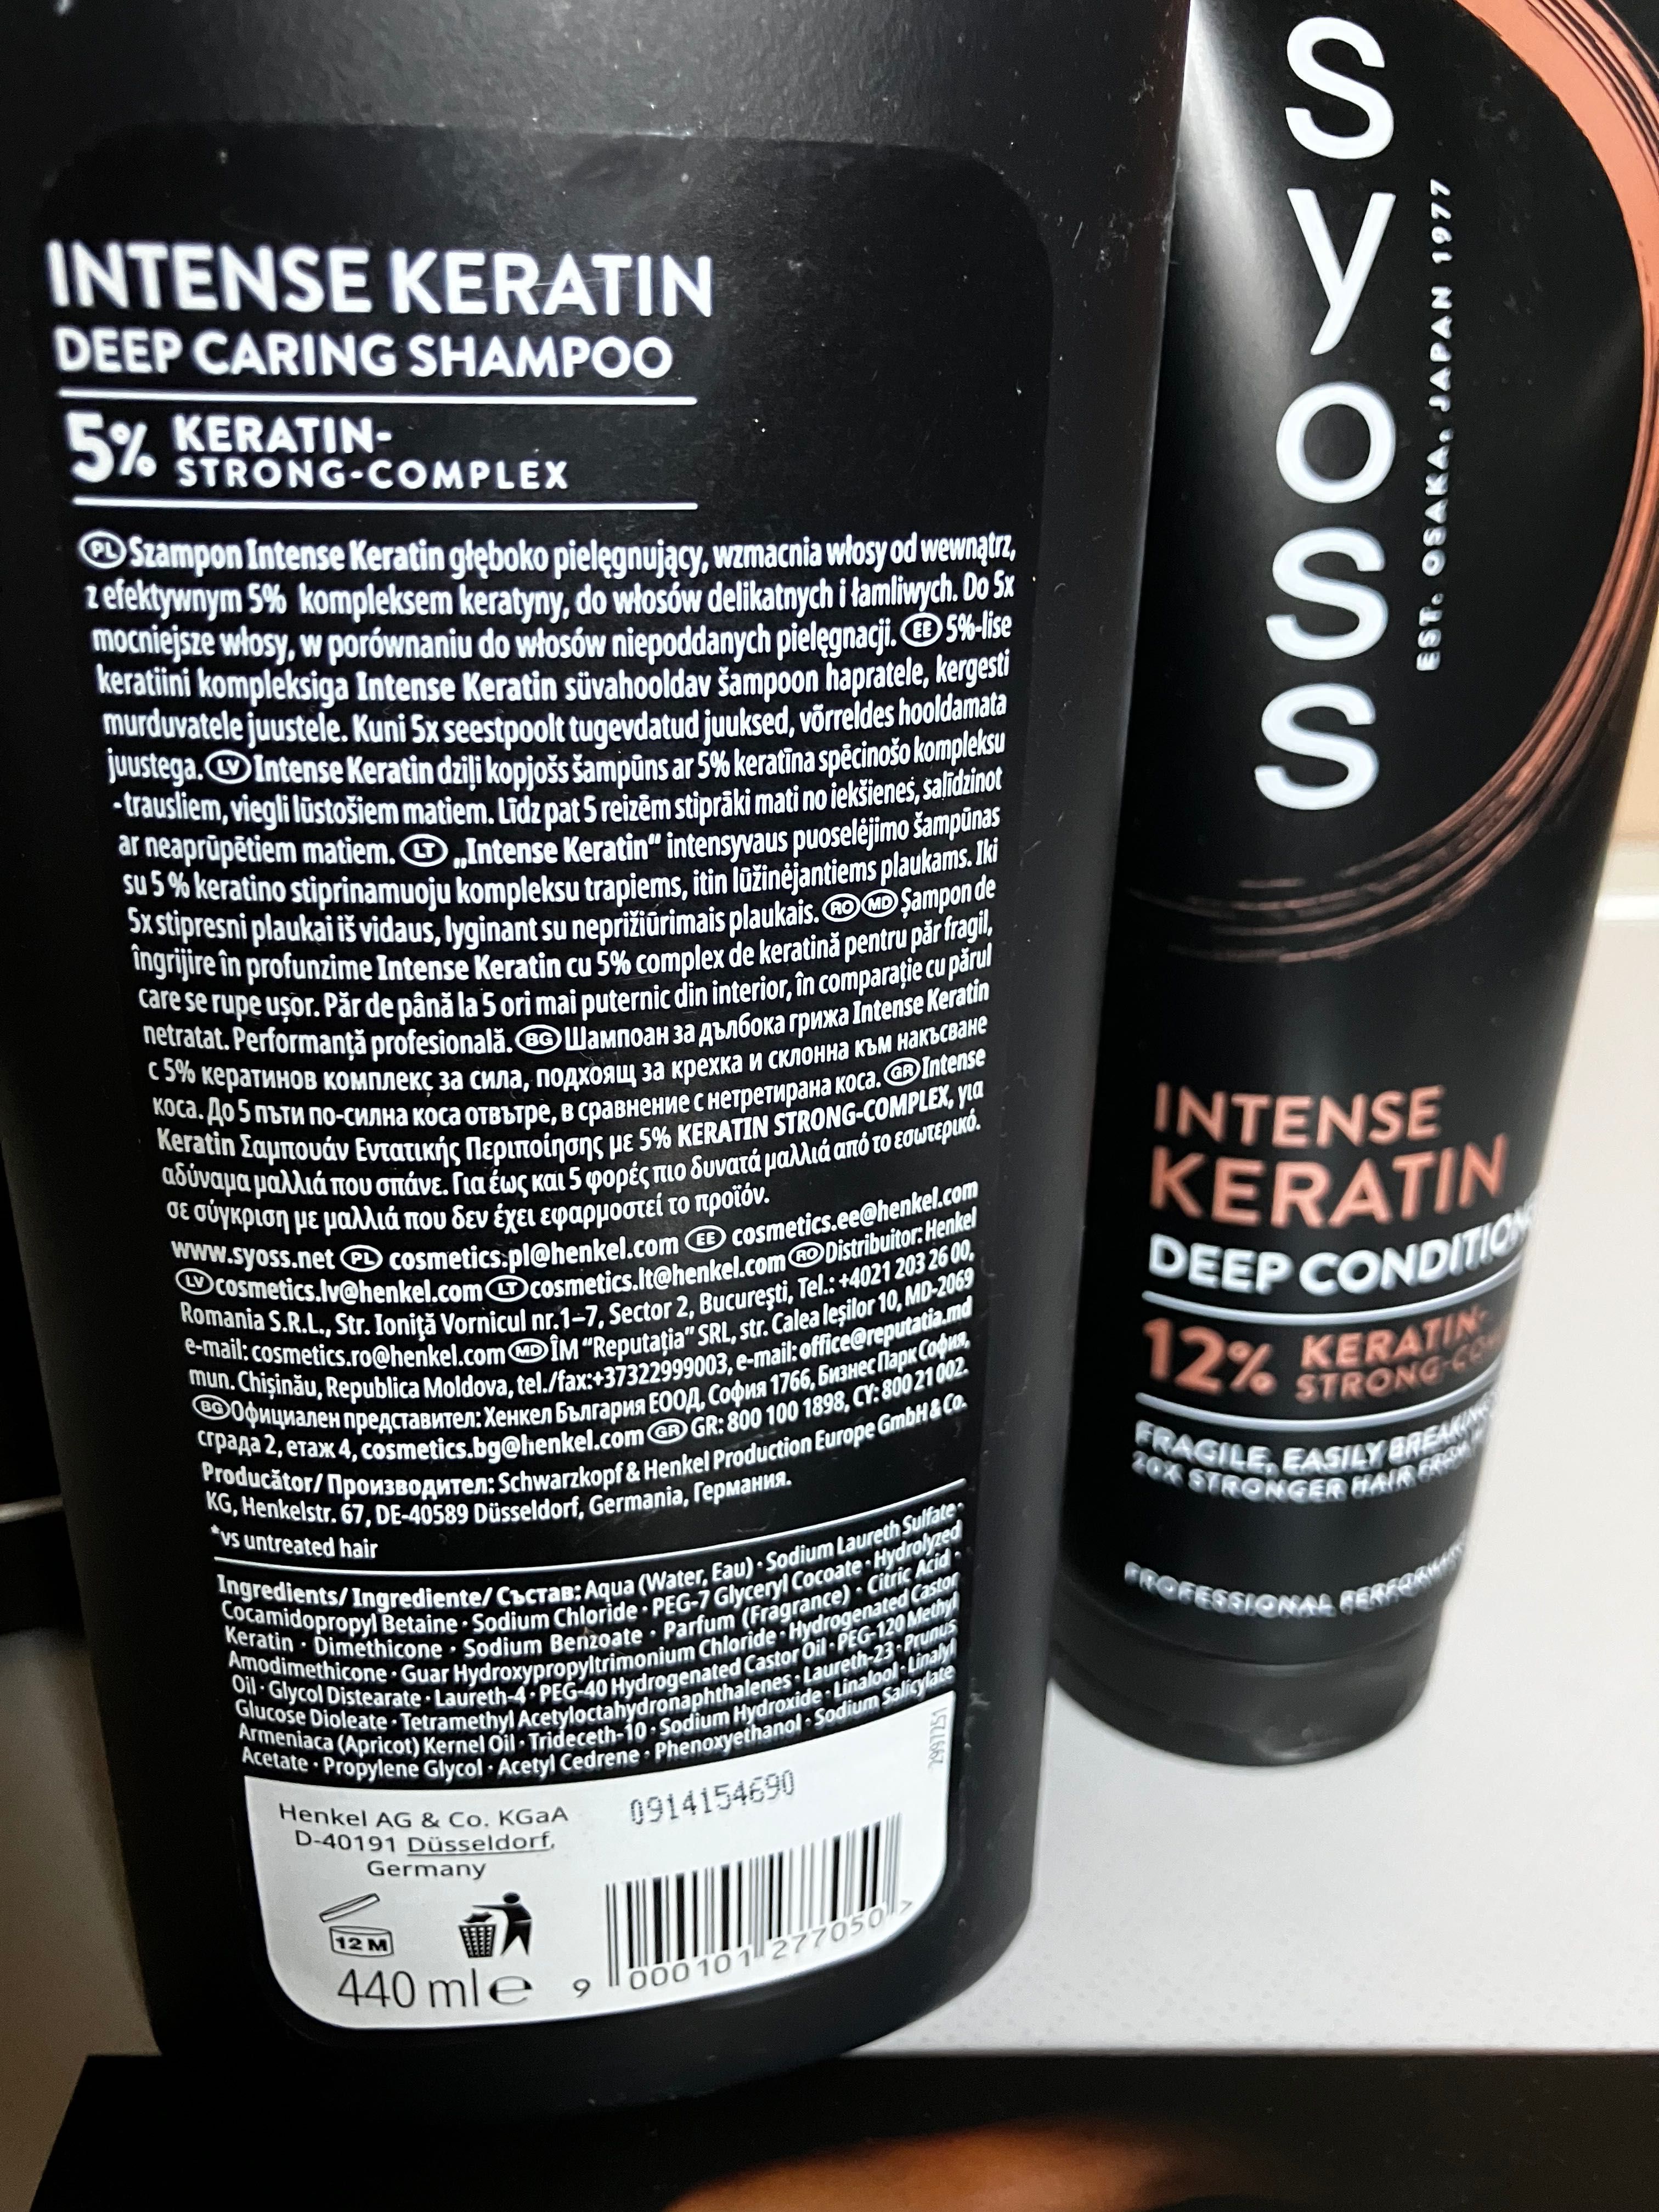 INTENSE KERATIN
DEEP CARING SHAMPOO
5% KERATIN-
STRONG-COMPLEX
PL Szampon Intense Keratin głęboko pielęgnujący, wzmacnia włosy od wewnątrz,
z efektywnym 5% kompleksem keratyny, do włosów delikatnych i łamliwych. Do 5x
mocniejsze włosy, w porównaniu do włosów niepoddanych pielęgnacji. EE 5%-lise
keratiini kompleksiga Intense Keratin süvahooldav šampoon hapratele, kergesti
murduvatele juustele. Kuni 5x seestpoolt tugevdatud juuksed, võrreldes hooldamata
juustega. LV Intense Keratin dziļi kopjošs šampūns ar 5% keratīna spēcinošo kompleksu
-trausliem, viegli lūstošiem matiem. Līdz pat 5 reizēm stiprāki mati no iekšienes, salīdzinot
ar neaprūpētiem matiem. LT „Intense Keratin“ intensyvaus puoselėjimo šampūnas
su 5 % keratino stiprinamuoju kompleksu trapiems, itin lūžinėjantiems plaukams. Iki
5x stipresni plaukai iš vidaus, lyginant su neprižiūrimais plaukais. RO MD Șampon de
îngrijire în profunzime Intense Keratin cu 5% complex de keratină pentru păr fragil,
care se rupe ușor. Păr de până la 5 ori mai puternic din interior, în comparație cu părul
netratat. Performanță profesională. BG Шампоан за дълбока грижа Intense Keratin
с 5% кератинов комплекс за сила, подхоящ за крехка и склонна към накъсване
коса. До 5 пъти по-силна коса отвътре, в сравнение с нетретирана коса. GR Intense
Keratin Σαμπουάν Εντατικής Περιποίησης με 5% KERATIN STRONG-COMPLEX, για
αδύναμα μαλλιά που σπάνε. Για έως και 5 φορές πιο δυνατά μαλλιά από το εσωτερικό.
σε σύγκριση με μαλλιά που δεν έχει εφαρμοστεί το προϊόν.
www.syoss.net PL cosmetics.pl@henkel.com EE cosmetics.ee@henkel.com
LV cosmetics.lv@henkel.com LT cosmetics.lt@henkel.com RO Distribuitor: Henkel
Romania S.R.L., Str. Ioniţă Vornicul nr.1–7, Sector 2, Bucureşti, Tel.: +4021 203 26 00,
e-mail: cosmetics.ro@henkel.com MD ÎM “Reputația” SRL, str. Calea Ieșilor 10, MD-2069
mun. Chișinău, Republica Moldova, tel./fax:+37322999003, e-mail: office@reputatia.md
BG Официален представител: Хенкел България ЕООД, София 1766, Бизнес Парк София,
сграда 2, етаж 4, cosmetics.bg@henkel.com GR GR: 800 100 1898, CY: 800 21 002.
Producător/ Производител: Schwarzkopf & Henkel Production Europe GmbH & Co.
KG, Henkelstr. 67, DE-40589 Düsseldorf, Germania, Германия.
*vs untreated hair
Ingredients/ Ingrediente/ Състав: Aqua (Water, Eau) · Sodium Laureth Sulfate ·
Cocamidopropyl Betaine · Sodium Chloride · PEG-7 Glyceryl Cocoate · Hydrolyzed
Keratin · Dimethicone · Sodium Benzoate · Parfum (Fragrance) · Citric Acid ·
Amodimethicone · Guar Hydroxypropyltrimonium Chloride · Hydrogenated Castor
Oil · Glycol Distearate · Laureth-4 · PEG-40 Hydrogenated Castor Oil · PEG-120 Methyl
Glucose Dioleate · Tetramethyl Acetyloctahydronaphthalenes · Laureth-23 · Prunus
Armeniaca (Apricot) Kernel Oil · Trideceth-10 · Sodium Hydroxide · Linalool · Linalyl
Acetate · Propylene Glycol · Acetyl Cedrene · Phenoxyethanol · Sodium Salicylate
2697251
Henkel AG & Co. KGaA
D-40191 Düsseldorf,
Germany
0914154690
12 M
440 ml e
9 000101 277050 >
syoss
EST. OSAKA, JAPAN 1977
INTENSE
KERATIN
DEEP
12% KERATIN-
FRAGILE, EASILY BREAKING
20X STRONGER HAIR FROM
PROFESSIONAL